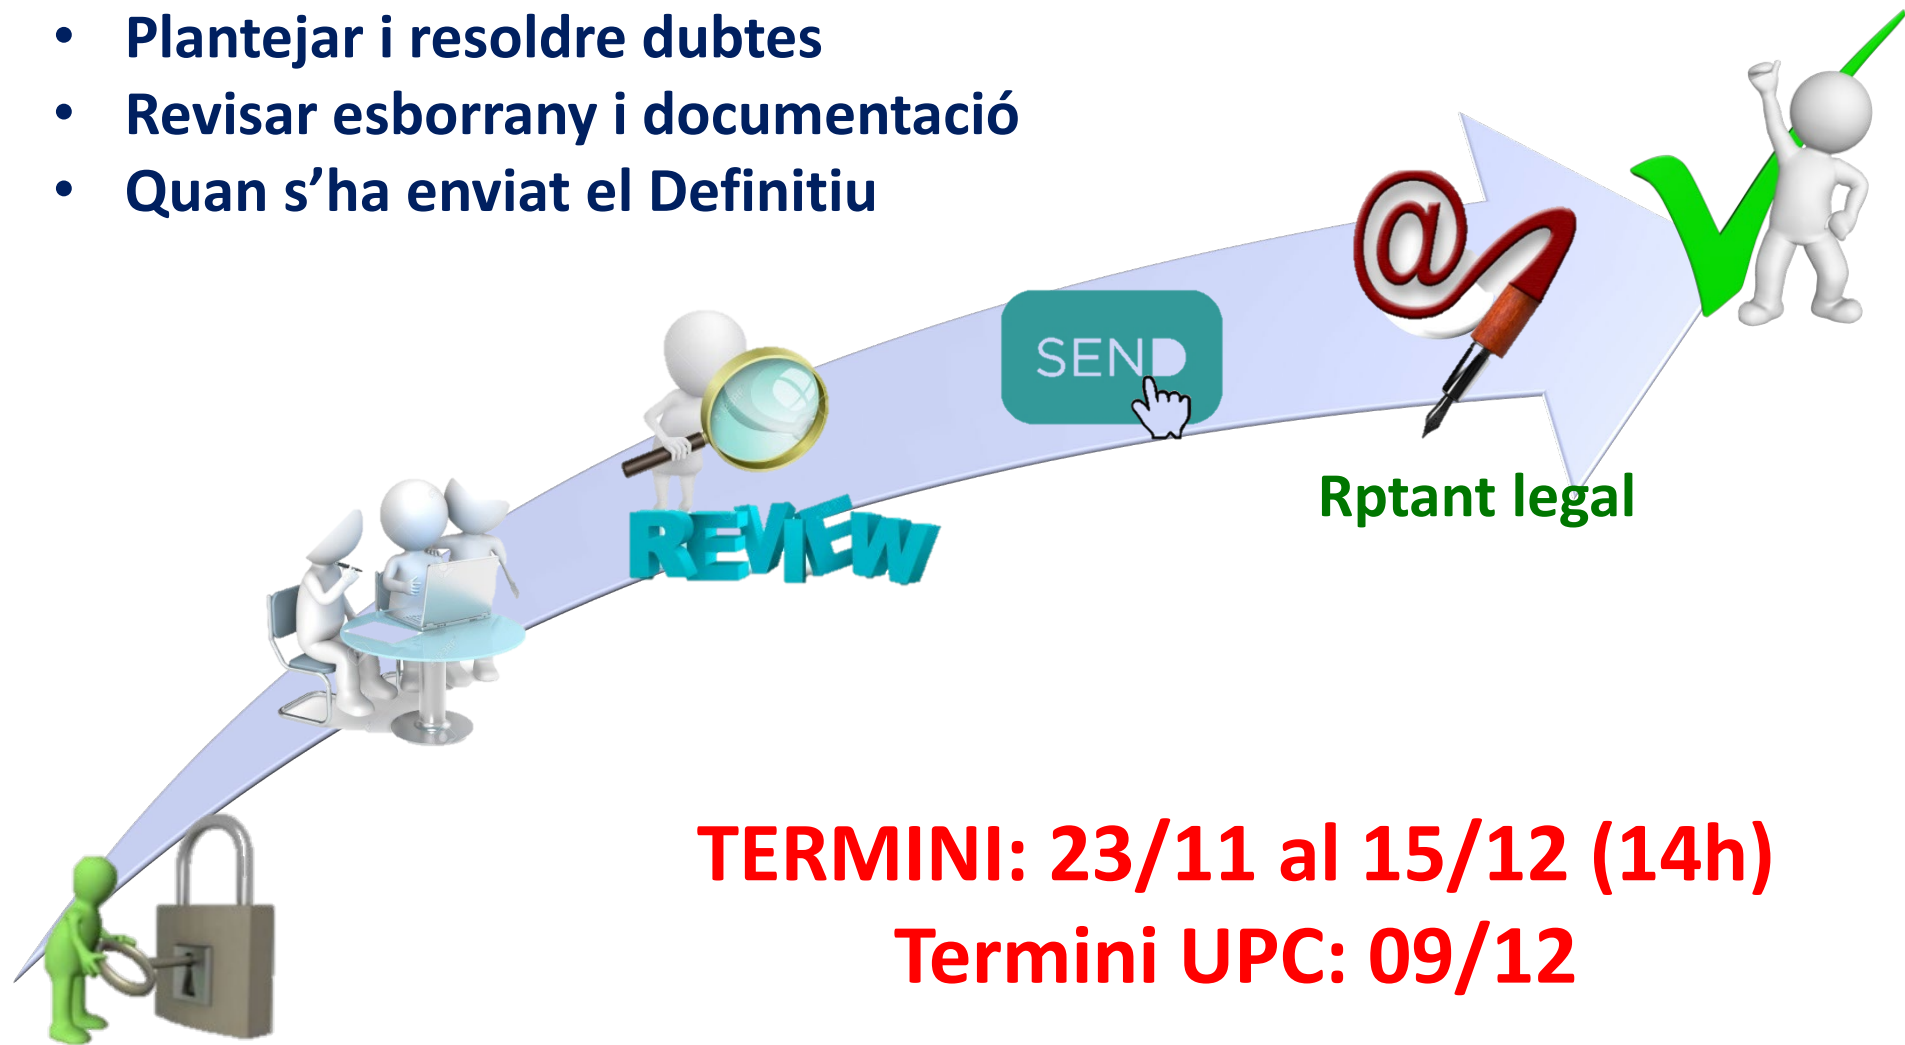 • Plantejar i resoldre dubtes
• Revisar esborrany i documentació
• Quan s’ha enviat el Definitiu
@
SEND
REVIEW
Rptant legal
TERMINI: 23/11 al 15/12 (14h)
Termini UPC: 09/12